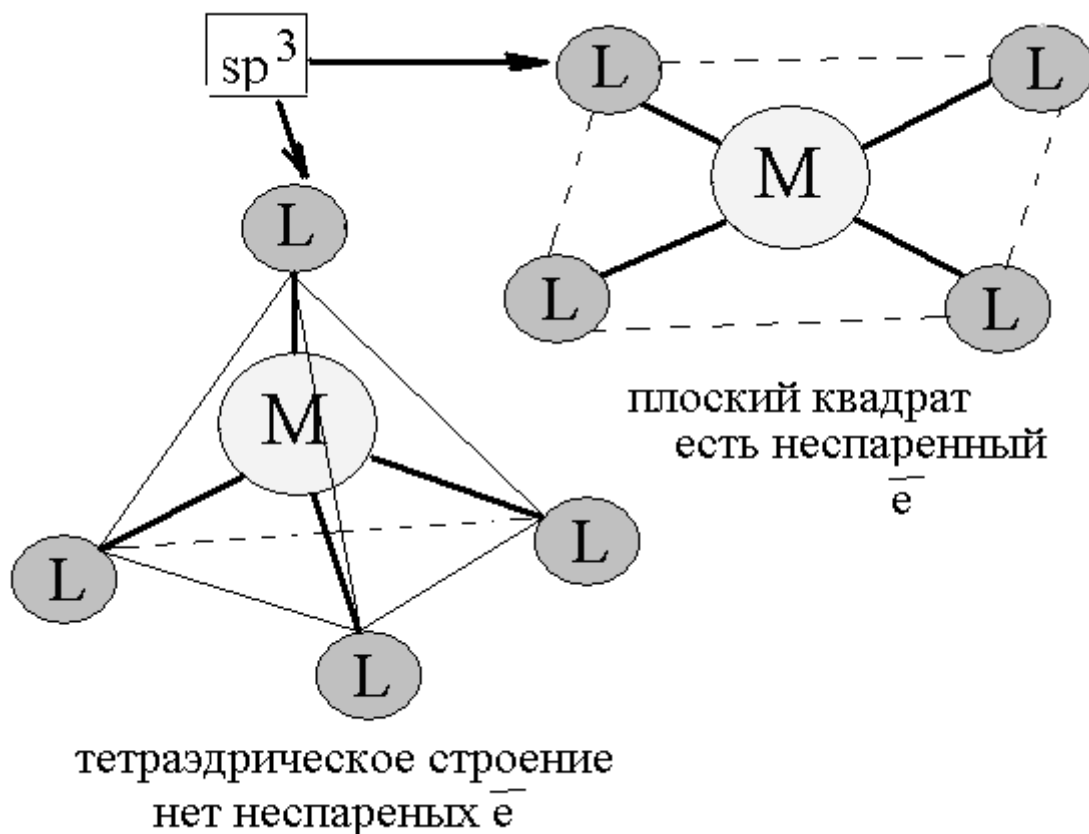 sp³
L
L
M
L
L
плоский квадрат
есть неспаренный
e̅
L
M
L
L
L
тетраэдрическое строение
нет неспареных e̅